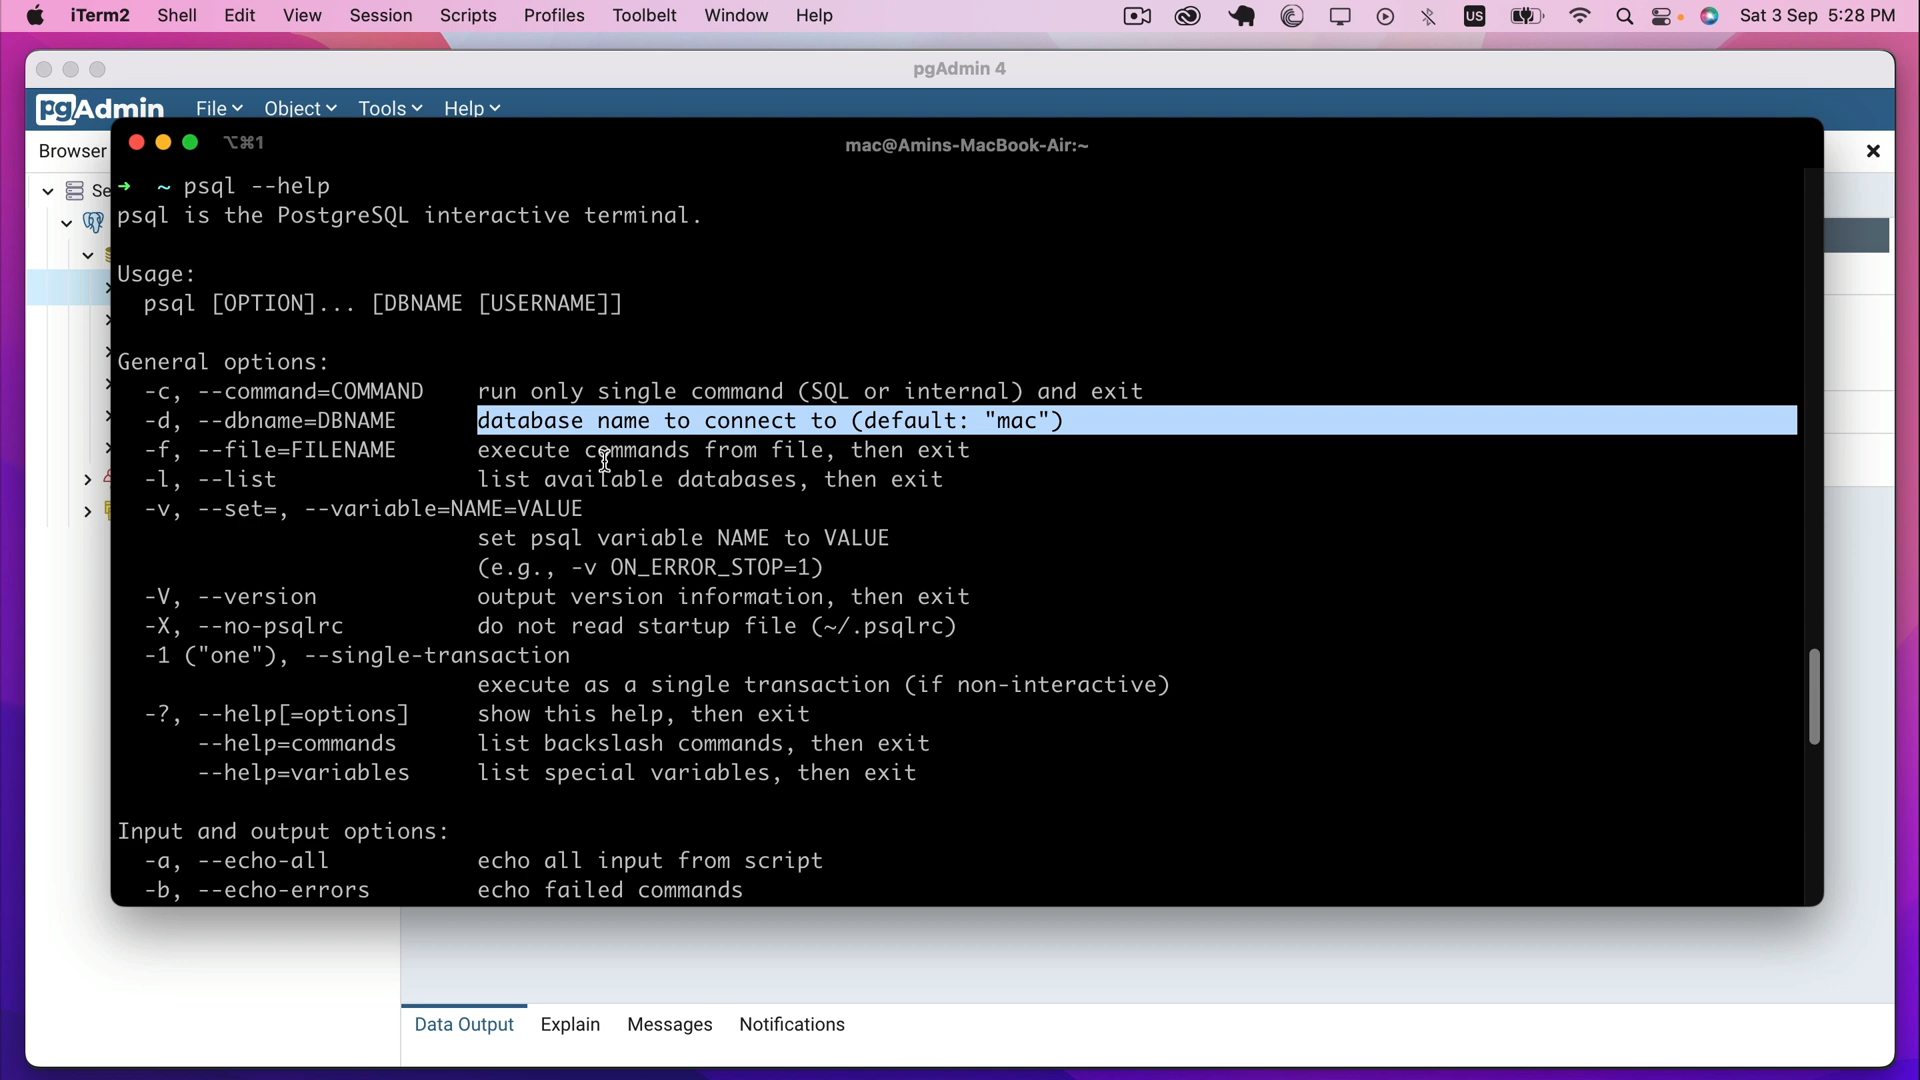 iTerm2 Shell Edit View Session Scripts Profiles Toolbelt Window Help US Sat 3 Sep 5:28 PM
pgAdmin 4
pgAdmin File Object Tools Help
Browser
⌥⌘1 mac@Amins-MacBook-Air:~
Se
➜ ~ psql --help
psql is the PostgreSQL interactive terminal.
Usage:
psql [OPTION]... [DBNAME [USERNAME]]
General options:
-c, --command=COMMAND run only single command (SQL or internal) and exit
-d, --dbname=DBNAME database name to connect to (default: "mac")
-f, --file=FILENAME execute commands from file, then exit
-l, --list list available databases, then exit
-v, --set=, --variable=NAME=VALUE
set psql variable NAME to VALUE
(e.g., -v ON_ERROR_STOP=1)
-V, --version output version information, then exit
-X, --no-psqlrc do not read startup file (~/.psqlrc)
-1 ("one"), --single-transaction
execute as a single transaction (if non-interactive)
-?, --help[=options] show this help, then exit
--help=commands list backslash commands, then exit
--help=variables list special variables, then exit
Input and output options:
-a, --echo-all echo all input from script
-b, --echo-errors echo failed commands
Data Output Explain Messages Notifications